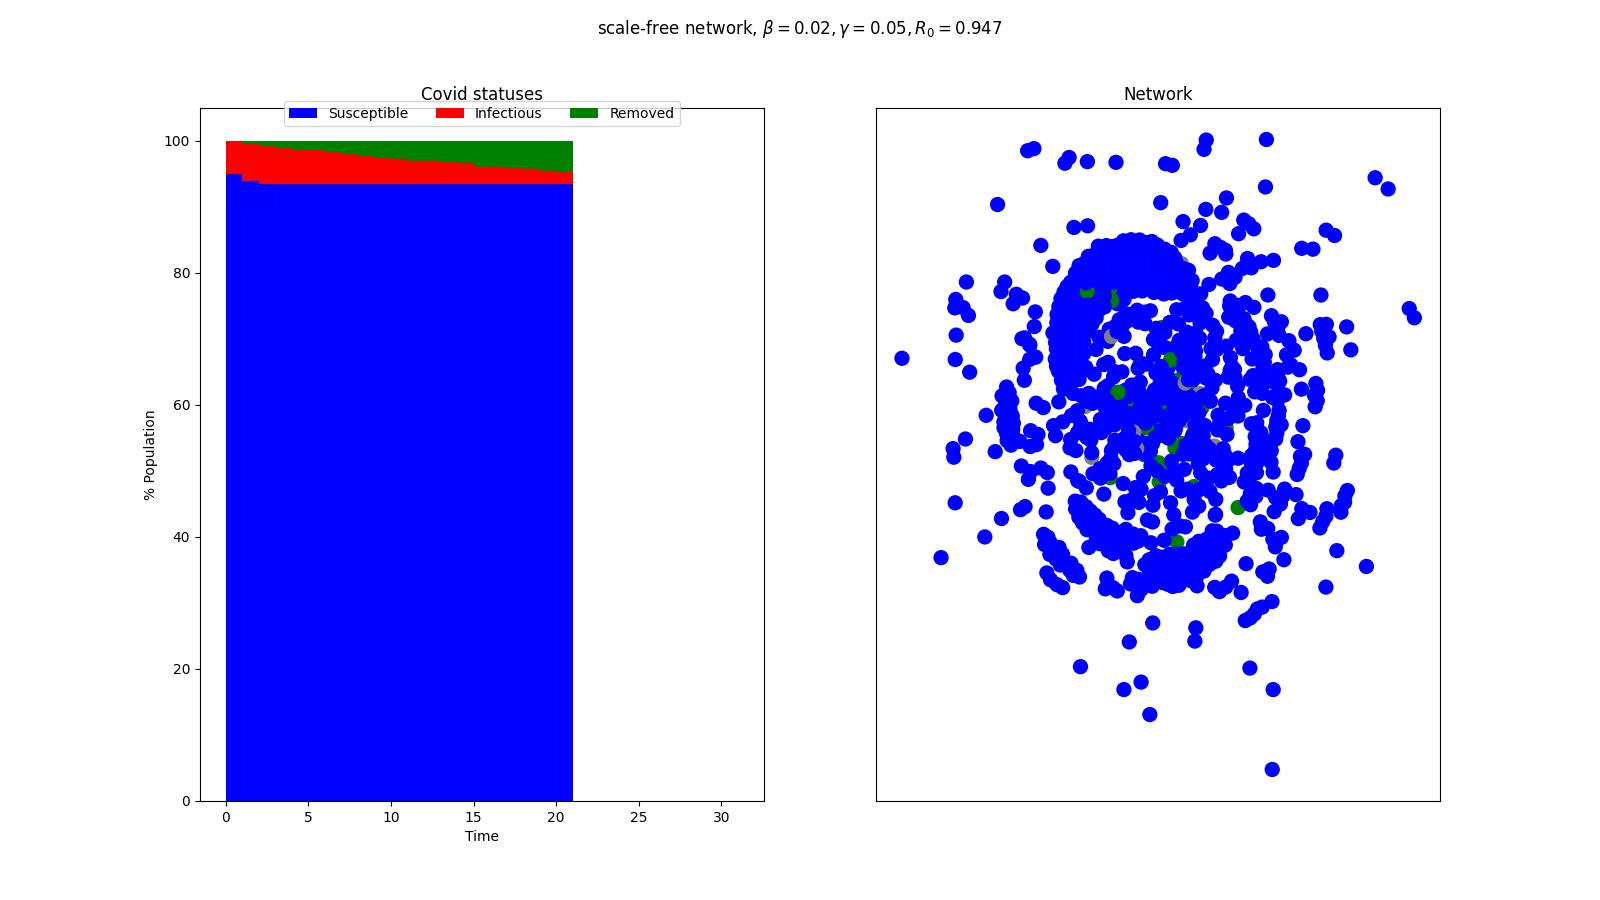 scale-free network, β = 0.02, γ = 0.05, R₀ = 0.947
Covid statuses
Susceptible Infectious Removed
100
80
60
40
20
0
% Population
0 5 10 15 20 25 30
Time
Network